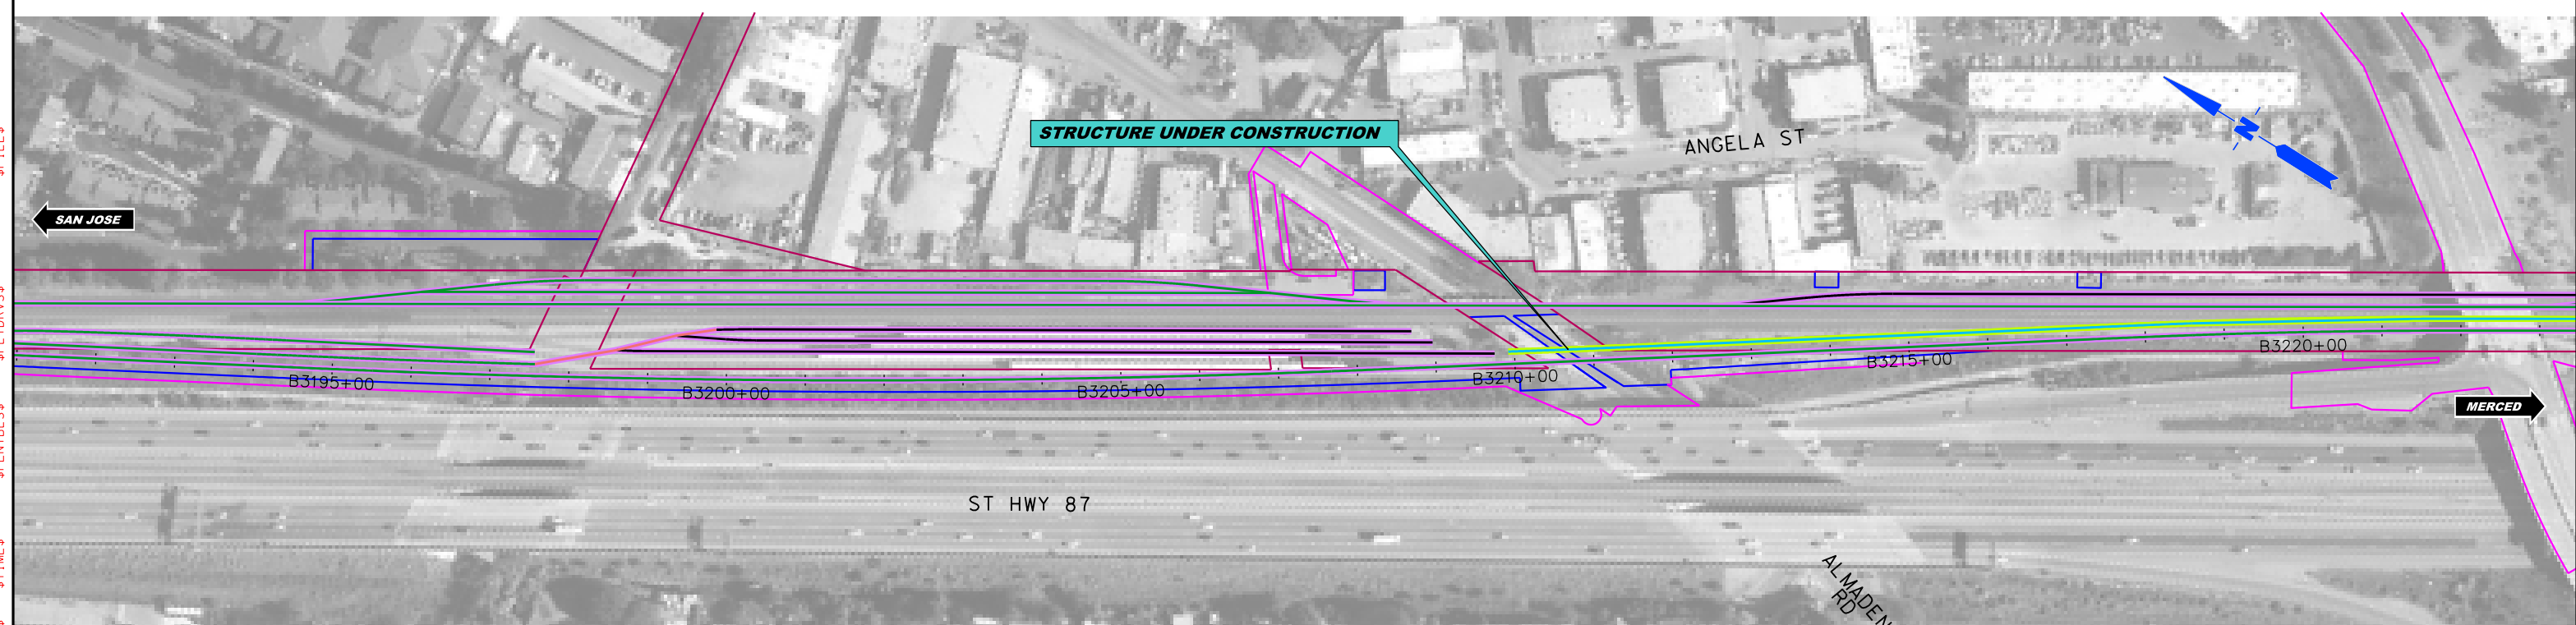 STRUCTURE UNDER CONSTRUCTION
ANGELA ST
N
SAN JOSE
B3195+00
B3200+00
B3205+00
B3210+00
B3215+00
B3220+00
MERCED
ST HWY 87
ALMADEN
RD